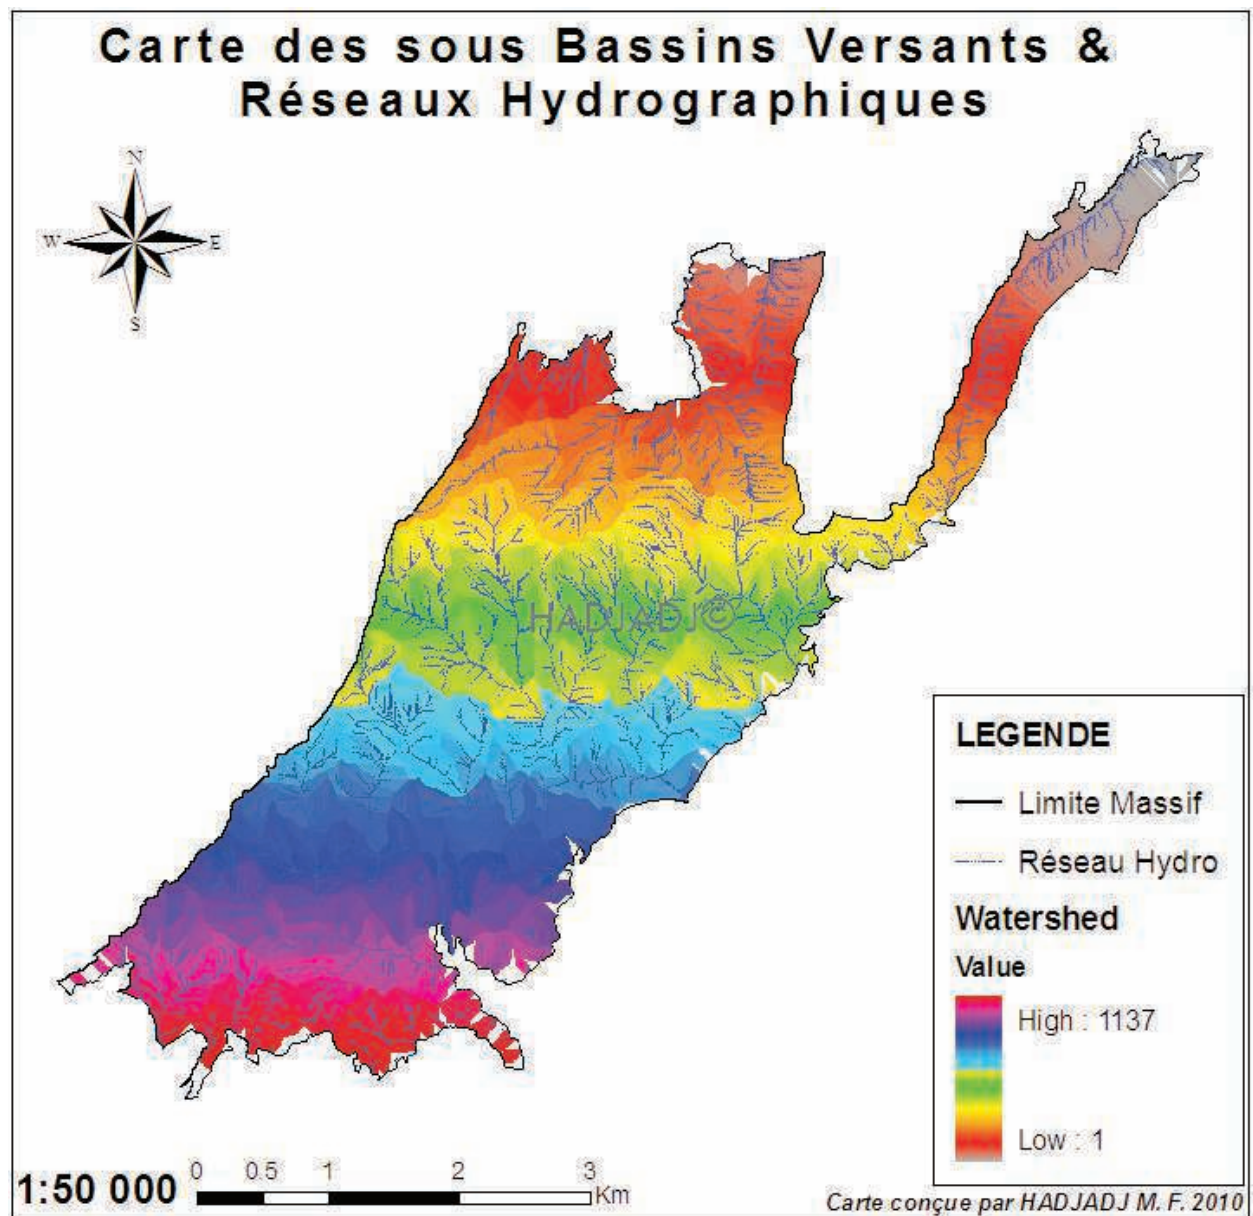 Carte des sous Bassins Versants &
Réseaux Hydrographiques
N
W E
S
HADJADJ©
LEGENDE
Limite Massif
Réseau Hydro
Watershed
Value
High : 1137
Low : 1
0 0.5 1 2 3
1:50 000 Km
Carte conçue par HADJADJ M. F. 2010